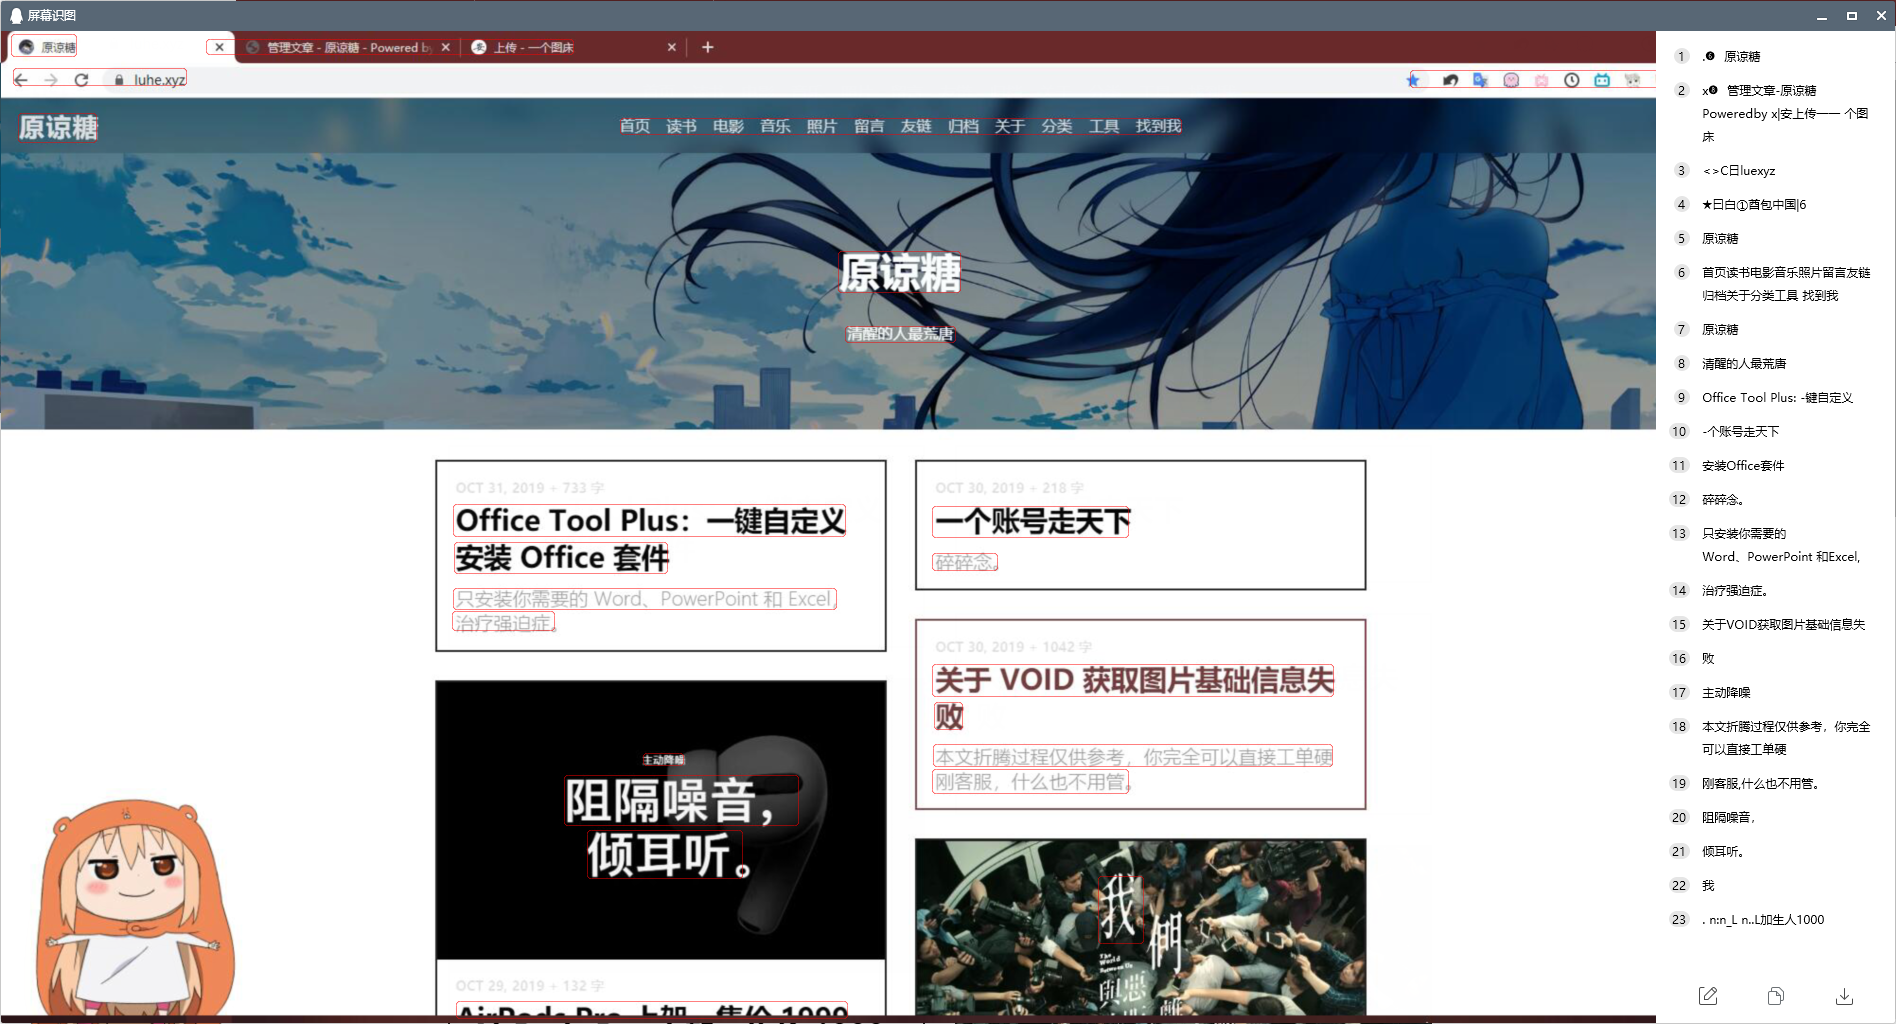 屏幕识图
原谅糖
管理文章 - 原谅糖 - Powered by
上传 - 一个图床
luhe.xyz
原谅糖
首页 读书 电影 音乐 照片 留言 友链 归档 关于 分类 工具 找到我
原谅糖
清醒的人最荒唐
OCT 31, 2019 + 733 字
Office Tool Plus：一键自定义
安装 Office 套件
只安装你需要的 Word、PowerPoint 和 Excel，
治疗强迫症。
主动降噪
阻隔噪音，
倾耳听。
OCT 29, 2019 + 132 字
AirPods Pro 上架，售价 1999
OCT 30, 2019 + 218 字
一个账号走天下
碎碎念。
OCT 30, 2019 + 1042 字
关于 VOID 获取图片基础信息失
败
本文折腾过程仅供参考，你完全可以直接工单硬
刚客服，什么也不用管。
我們
The World Between Us
與惡
1 .❻ 原谅糖
2 x❽ 管理文章-原谅糖
Poweredby x|安上传一一 个图
床
3 <>C日luexyz
4 ★曰白①酋包中国|6
5 原谅糖
6 首页读书电影音乐照片留言友链
归档关于分类工具 找到我
7 原谅糖
8 清醒的人最荒唐
9 Office Tool Plus: -键自定义
10 -个账号走天下
11 安装Office套件
12 碎碎念。
13 只安装你需要的
Word、PowerPoint 和Excel,
14 治疗强迫症。
15 关于VOID获取图片基础信息失
16 败
17 主动降噪
18 本文折腾过程仅供参考，你完全
可以直接工单硬
19 刚客服,什么也不用管。
20 阻隔噪音，
21 倾耳听。
22 我
23 . n:n_L n..L加生人1000